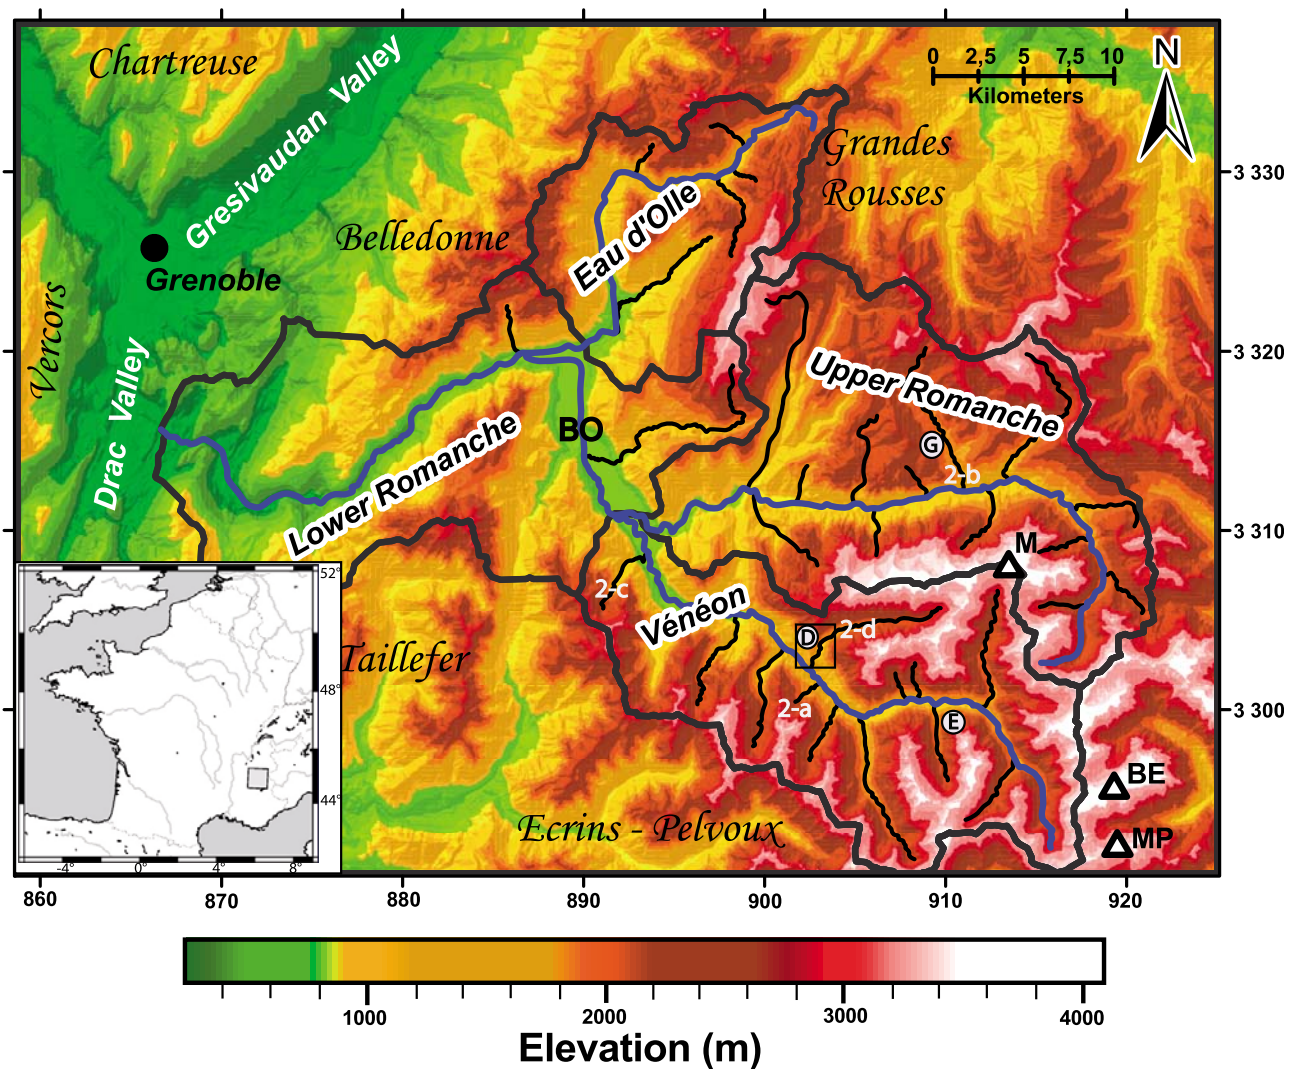 Chartreuse
Gresivaudan Valley
0 2,5 5 7,5 10
Kilometers
N
Grandes
Rousses
3 330
Belledonne
Eau d'Olle
Grenoble
Vercors
Drac Valley
3 320
Upper Romanche
Lower Romanche
BO
G
2-b
3 310
M
52°
2-c
Vénéon
D
2-d
Taillefer
48°
2-a
E
3 300
BE
44°
Ecrins - Pelvoux
MP
-4° 0° 4° 8°
860 870 880 890 900 910 920
1000 2000 3000 4000
Elevation (m)